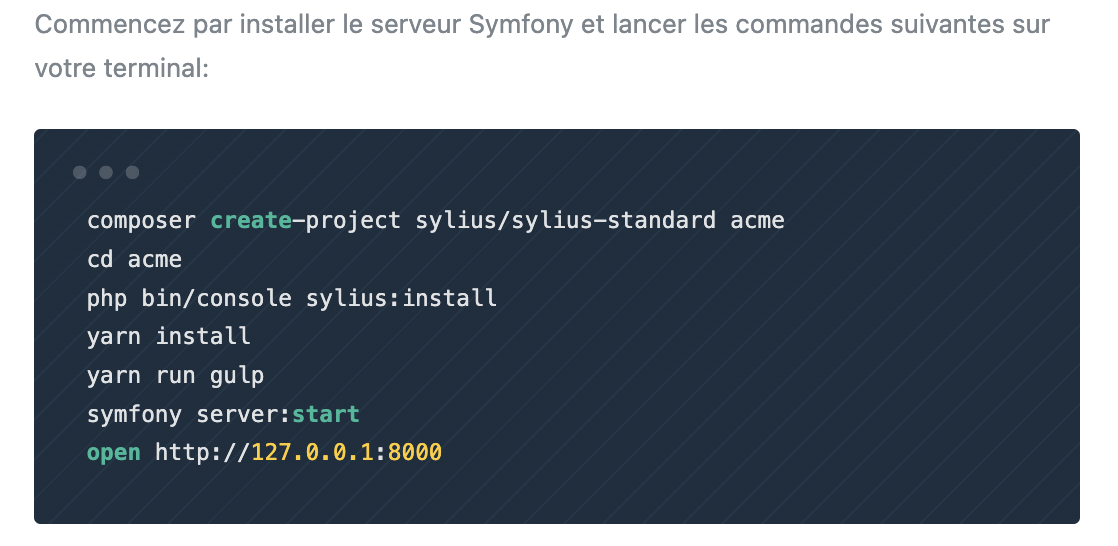 Commencez par installer le serveur Symfony et lancer les commandes suivantes sur
votre terminal:
composer create-project sylius/sylius-standard acme
cd acme
php bin/console sylius:install
yarn install
yarn run gulp
symfony server:start
open http://127.0.0.1:8000